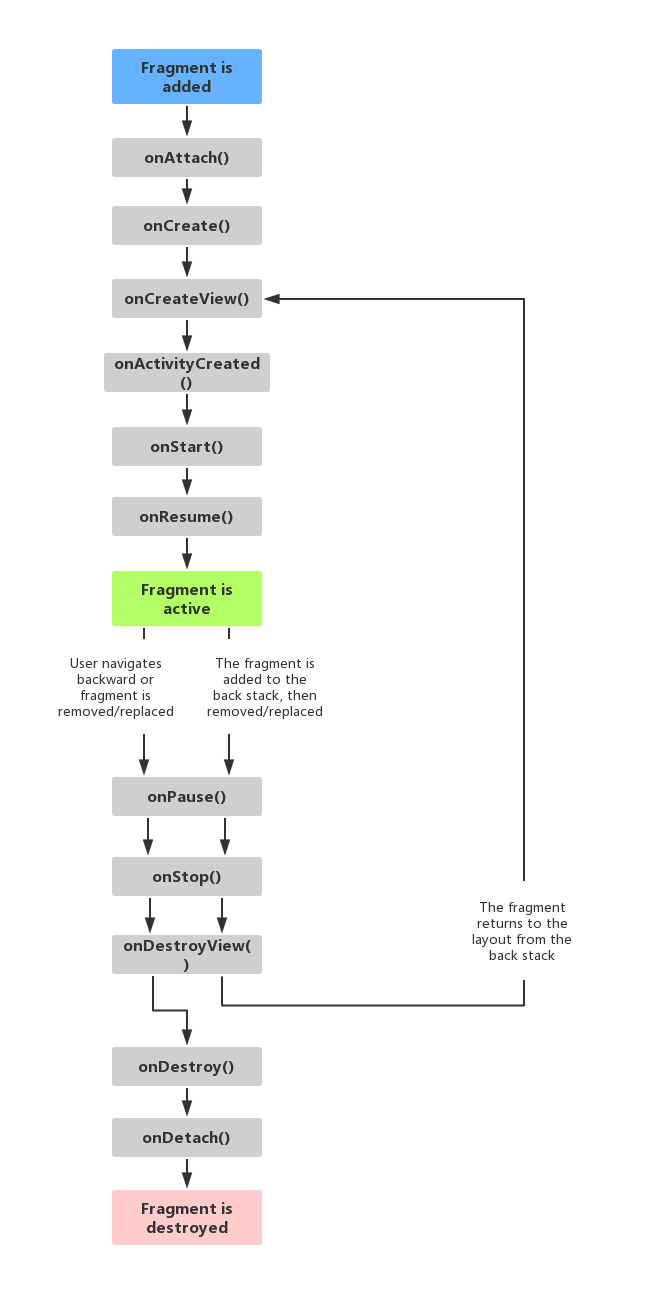 Fragment is
added
onAttach()
onCreate()
onCreateView()
onActivityCreated
()
onStart()
onResume()
Fragment is
active
User navigates
backward or
fragment is
removed/replaced
The fragment is
added to the
back stack, then
removed/replaced
onPause()
onStop()
onDestroyView(
)
The fragment
returns to the
layout from the
back stack
onDestroy()
onDetach()
Fragment is
destroyed